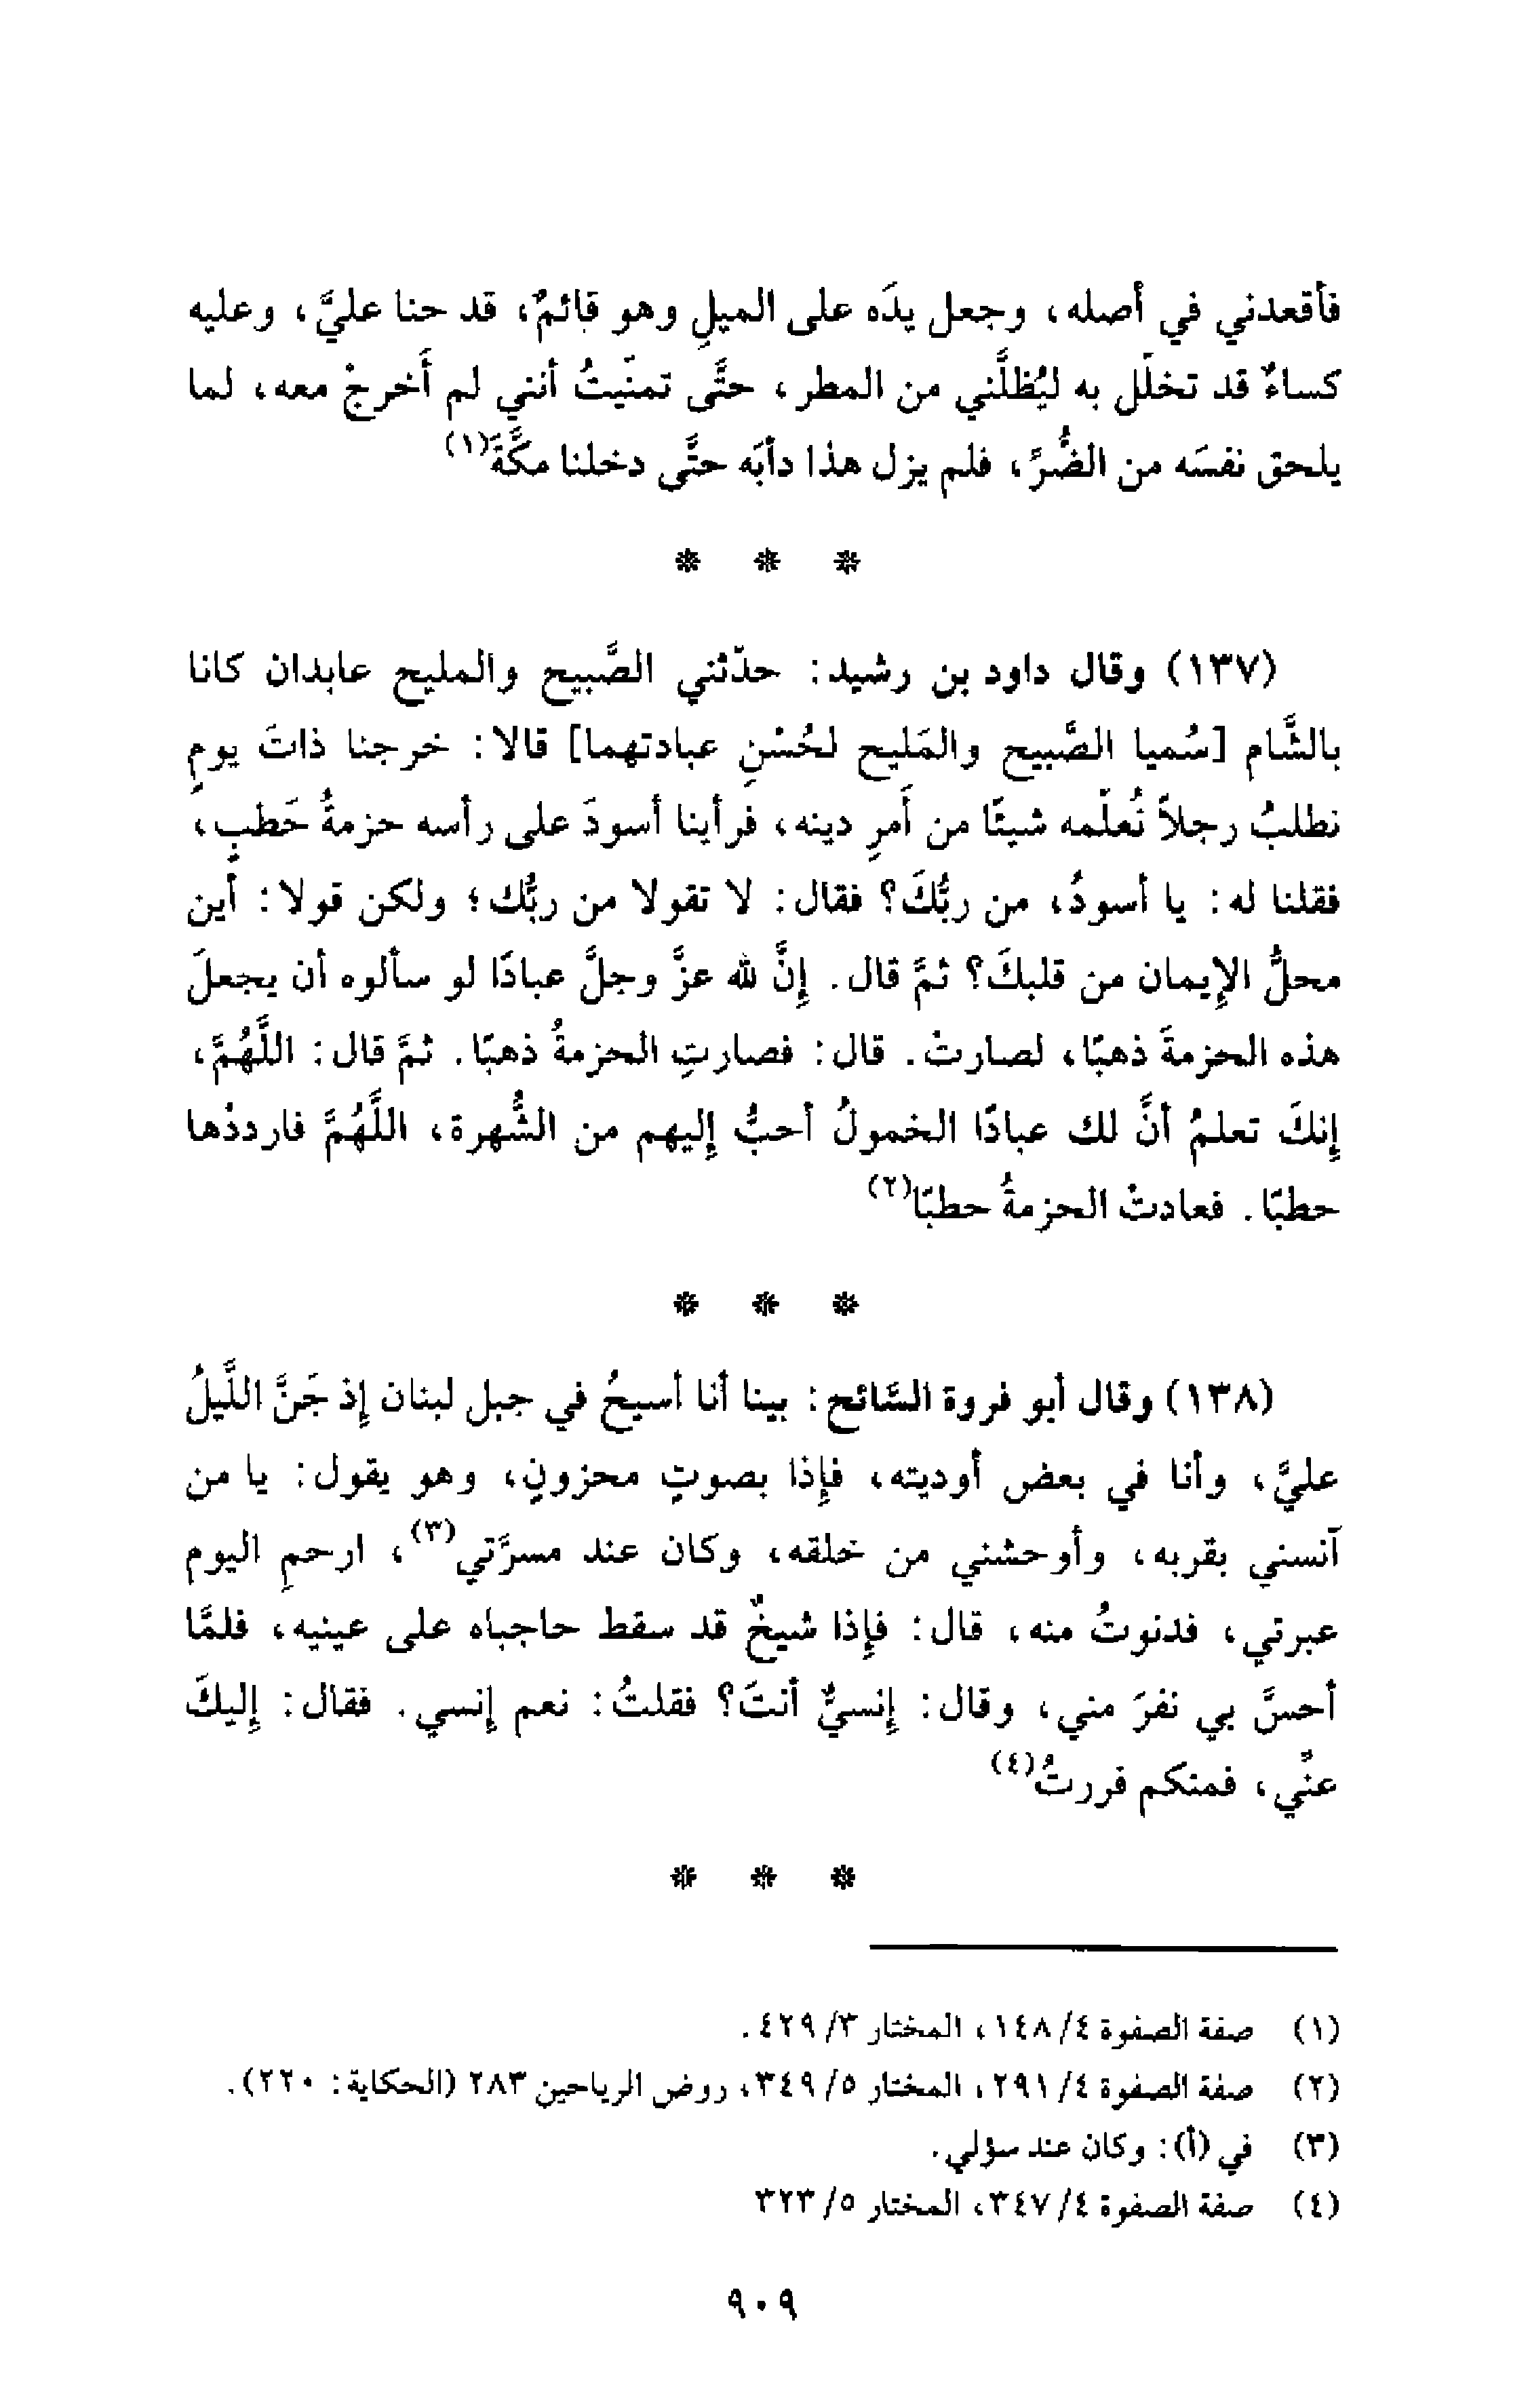 فأقعدني في أصله، وجعل يدَه على الميلِ وهو قائمٌ، قد حنا عليَّ، وعليه
كساءٌ قد تخلّل به ليُظلَّني من المطر، حتَّى تمنّيتُ أنني لم أَخرجْ معه، لما
يلحق نفسَه من الضُّرِّ، فلم يزل هذا دأبَه حتَّى دخلنا مكَّةَ(١)
* * *
(١٣٧) وقال داود بن رشيد: حدّثني الصَّبيح والمليح عابدان كانا
بالشَّام [سُميا الصَّبيح والمَليح لحُسْنِ عبادتهما] قالا: خرجنا ذاتَ يومٍ
نطلبُ رجلاً نُعلّمه شيئًا من أَمرِ دينه، فرأينا أسودَ على رأسه حزمةُ حَطبٍ،
فقلنا له: يا أسودُ، من ربُّكَ؟ فقال: لا تقولا من ربُّك؛ ولكن قولا: أين
محلُّ الإيمان من قلبكَ؟ ثمَّ قال. إنَّ لله عزَّ وجلَّ عبادًا لو سألوه أن يجعلَ
هذه الحزمةَ ذهبًا، لصارتْ. قال: فصارتِ الحزمةُ ذهبًا. ثمَّ قال: اللَّهُمَّ،
إنكَ تعلمُ أنَّ لك عبادًا الخمولُ أحبُّ إليهم من الشُّهرة، اللَّهُمَّ فارددْها
حطبًا. فعادتْ الحزمةُ حطبًا(٢)
* * *
(١٣٨) وقال أبو فروة السَّائح: بينا أنا أسيحُ في جبل لبنان إذ جَنَّ اللَّيلُ
عليَّ، وأنا في بعض أوديته، فإذا بصوتٍ محزونٍ، وهو يقول: يا من
آنسني بقربه، وأوحشني من خلقه، وكان عند مسرَّتي(٣)، ارحمِ اليوم
عبرتي، فدنوتُ منه، قال: فإذا شيخٌ قد سقط حاجباه على عينيه، فلمَّا
أحسَّ بي نفرَ مني، وقال: إنسيٌّ أنتَ؟ فقلتُ: نعم إنسي. فقال: إليكَ
عنِّي، فمنكم فررتُ(٤)
* * *
(١) صفة الصفوة ٤/ ١٤٨، المختار ٣/ ٤٢٩.
(٢) صفة الصفوة ٤/ ٢٩١، المختار ٥/ ٣٤٩، روض الرياحين ٢٨٣ (الحكاية: ٢٢٠).
(٣) في (أ): وكان عند سؤلي.
(٤) صفة الصفوة ٤/ ٣٤٧، المختار ٥/ ٣٢٣
٩٠٩